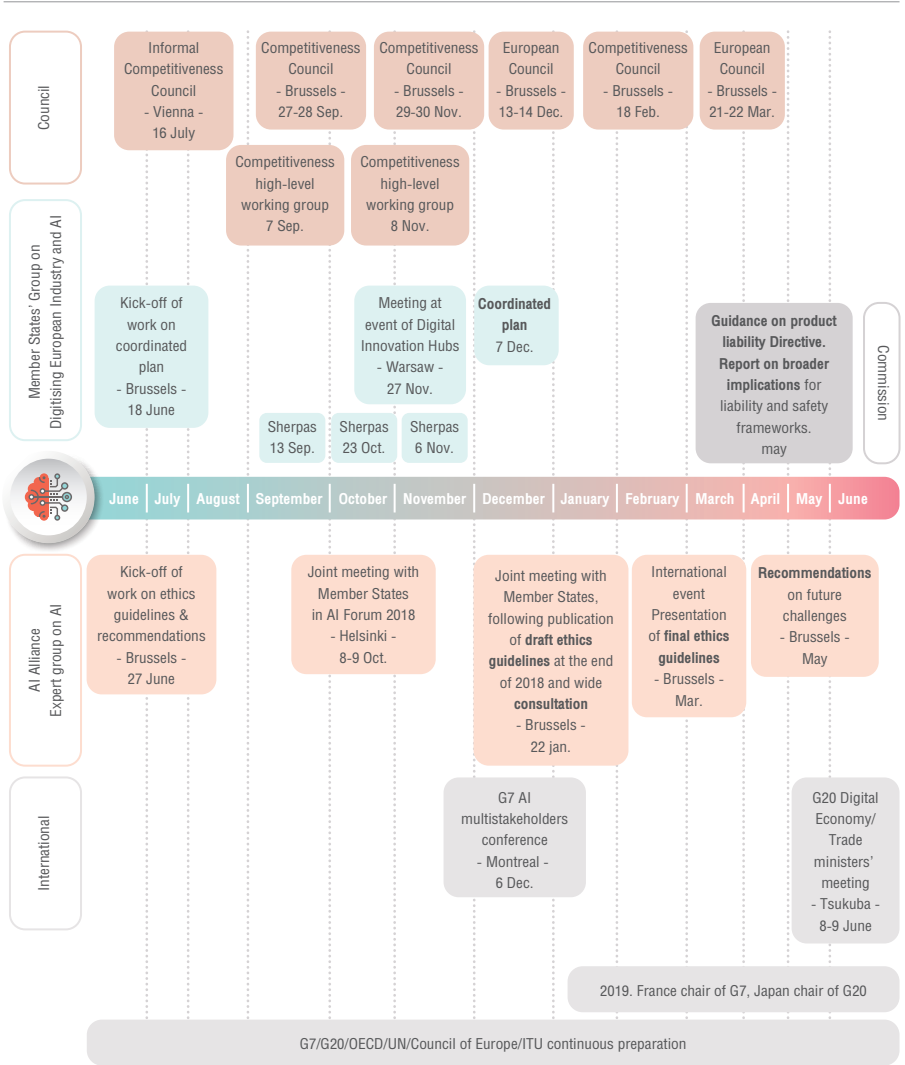 Council
Informal
Competitiveness
Council
- Vienna -
16 July
Competitiveness
Council
- Brussels -
27-28 Sep.
Competitiveness
Council
- Brussels -
29-30 Nov.
European
Council
- Brussels -
13-14 Dec.
Competitiveness
Council
- Brussels -
18 Feb.
European
Council
- Brussels -
21-22 Mar.
Competitiveness
high-level
working group
7 Sep.
Competitiveness
high-level
working group
8 Nov.
Member States' Group on
Digitising European Industry and AI
Kick-off of
work on
coordinated
plan
- Brussels -
18 June
Meeting at
event of Digital
Innovation Hubs
- Warsaw -
27 Nov.
Coordinated
plan
7 Dec.
Sherpas
13 Sep.
Sherpas
23 Oct.
Sherpas
6 Nov.
Guidance on product
liability Directive.
Report on broader
implications for
liability and safety
frameworks.
may
Commission
June July August September October November December January February March April May June
AI Alliance
Expert group on AI
Kick-off of
work on ethics
guidelines &
recommendations
- Brussels -
27 June
Joint meeting with
Member States
in AI Forum 2018
- Helsinki -
8-9 Oct.
Joint meeting with
Member States,
following publication
of draft ethics
guidelines at the end
of 2018 and wide
consultation
- Brussels -
22 jan.
International
event
Presentation
of final ethics
guidelines
- Brussels -
Mar.
Recommendations
on future
challenges
- Brussels -
May
International
G7 AI
multistakeholders
conference
- Montreal -
6 Dec.
G20 Digital
Economy/
Trade
ministers'
meeting
- Tsukuba -
8-9 June
2019. France chair of G7, Japan chair of G20
G7/G20/OECD/UN/Council of Europe/ITU continuous preparation